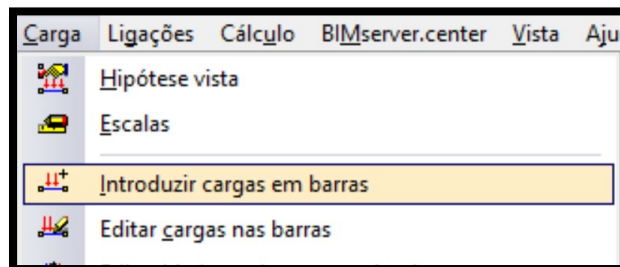 Carga Ligações Cálculo BIMserver.center Vista Aju
Hipótese vista
Escalas
Introduzir cargas em barras
Editar cargas nas barras